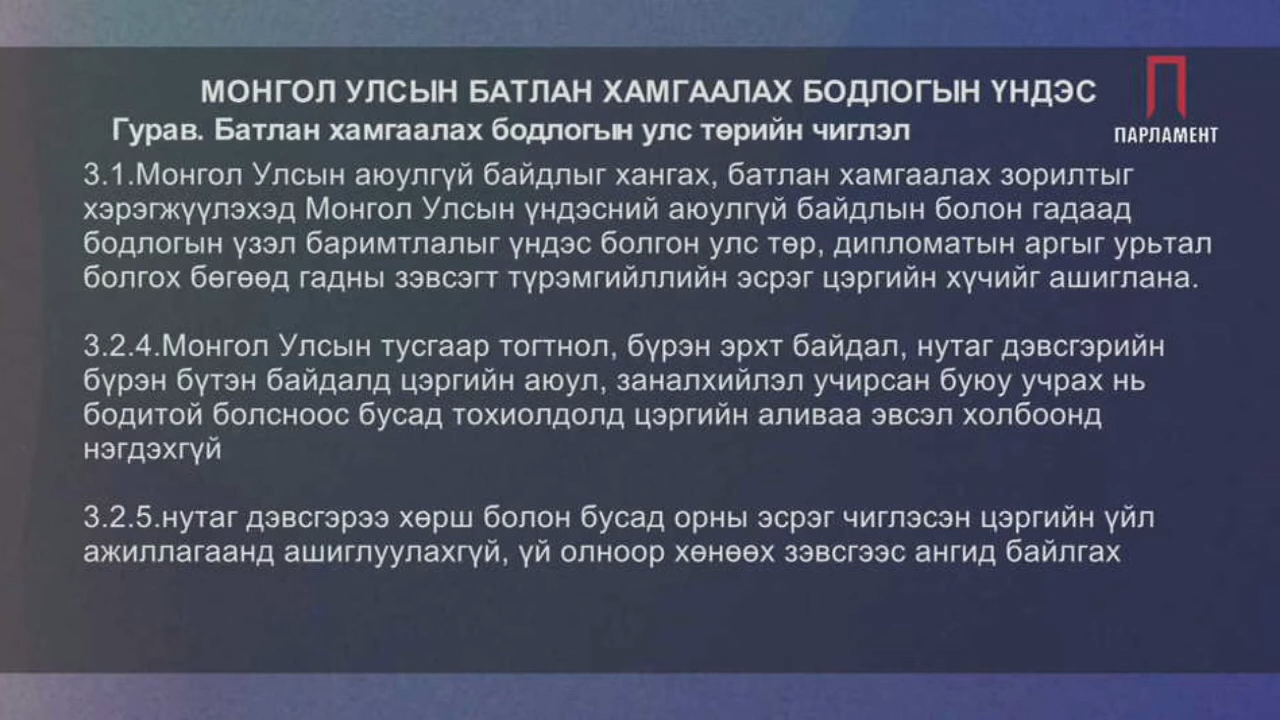 МОНГОЛ УЛСЫН БАТЛАН ХАМГААЛАХ БОДЛОГЫН ҮНДЭС
Гурав. Батлан хамгаалах бодлогын улс төрийн чиглэл
ПАРЛАМЕНТ
3.1.Монгол Улсын аюулгүй байдлыг хангах, батлан хамгаалах зорилтыг
хэрэгжүүлэхэд Монгол Улсын үндэсний аюулгүй байдлын болон гадаад
бодлогын үзэл баримтлалыг үндэс болгон улс төр, дипломатын аргыг урьтал
болгох бөгөөд гадны зэвсэгт түрэмгийллийн эсрэг цэргийн хүчийг ашиглана.
3.2.4.Монгол Улсын тусгаар тогтнол, бүрэн эрхт байдал, нутаг дэвсгэрийн
бүрэн бүтэн байдалд цэргийн аюул, заналхийлэл учирсан буюу учрах нь
бодитой болсноос бусад тохиолдолд цэргийн аливаа эвсэл холбоонд
нэгдэхгүй
3.2.5.нутаг дэвсгэрээ хөрш болон бусад орны эсрэг чиглэсэн цэргийн үйл
ажиллагаанд ашиглуулахгүй, үй олноор хөнөөх зэвсгээс ангид байлгах